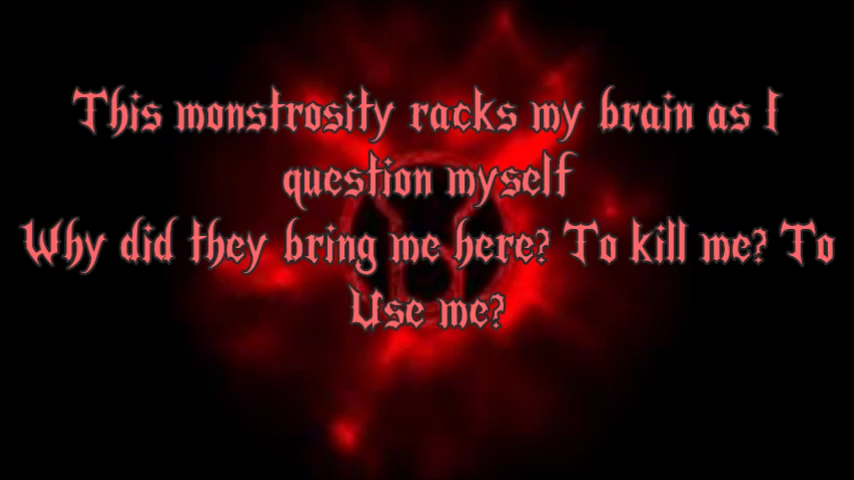 This monstrosity racks my brain as I
question myself
Why did they bring me here? To kill me? To
Use me?